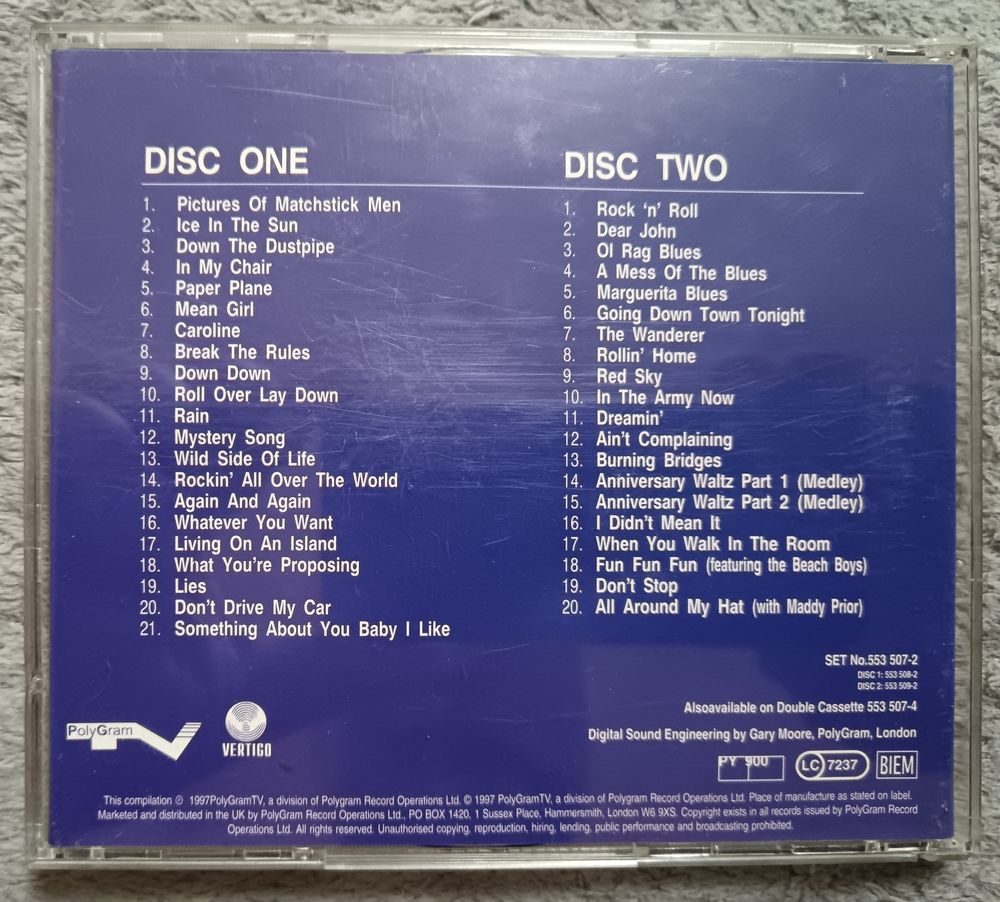 DISC ONE
1. Pictures Of Matchstick Men
2. Ice In The Sun
3. Down The Dustpipe
4. In My Chair
5. Paper Plane
6. Mean Girl
7. Caroline
8. Break The Rules
9. Down Down
10. Roll Over Lay Down
11. Rain
12. Mystery Song
13. Wild Side Of Life
14. Rockin' All Over The World
15. Again And Again
16. Whatever You Want
17. Living On An Island
18. What You're Proposing
19. Lies
20. Don't Drive My Car
21. Something About You Baby I Like
DISC TWO
1. Rock 'n' Roll
2. Dear John
3. Ol Rag Blues
4. A Mess Of The Blues
5. Marguerita Blues
6. Going Down Town Tonight
7. The Wanderer
8. Rollin' Home
9. Red Sky
10. In The Army Now
11. Dreamin'
12. Ain't Complaining
13. Burning Bridges
14. Anniversary Waltz Part 1 (Medley)
15. Anniversary Waltz Part 2 (Medley)
16. I Didn't Mean It
17. When You Walk In The Room
18. Fun Fun Fun (featuring the Beach Boys)
19. Don't Stop
20. All Around My Hat (with Maddy Prior)
SET No.553 507-2
DISC 1: 553 508-2
DISC 2: 553 509-2
Alsoavailable on Double Cassette 553 507-4
Digital Sound Engineering by Gary Moore, PolyGram, London
PolyGram TV
VERTIGO
PY 900
LC 7237
BIEM
This compilation ℗ 1997PolyGramTV, a division of Polygram Record Operations Ltd. © 1997 PolyGramTV, a division of Polygram Record Operations Ltd. Place of manufacture as stated on label.
Marketed and distributed in the UK by PolyGram Record Operations Ltd., PO BOX 1420, 1 Sussex Place, Hammersmith, London W6 9XS. Copyright exists in all records issued by PolyGram Record
Operations Ltd. All rights reserved. Unauthorised copying, reproduction, hiring, lending, public performance and broadcasting prohibited.